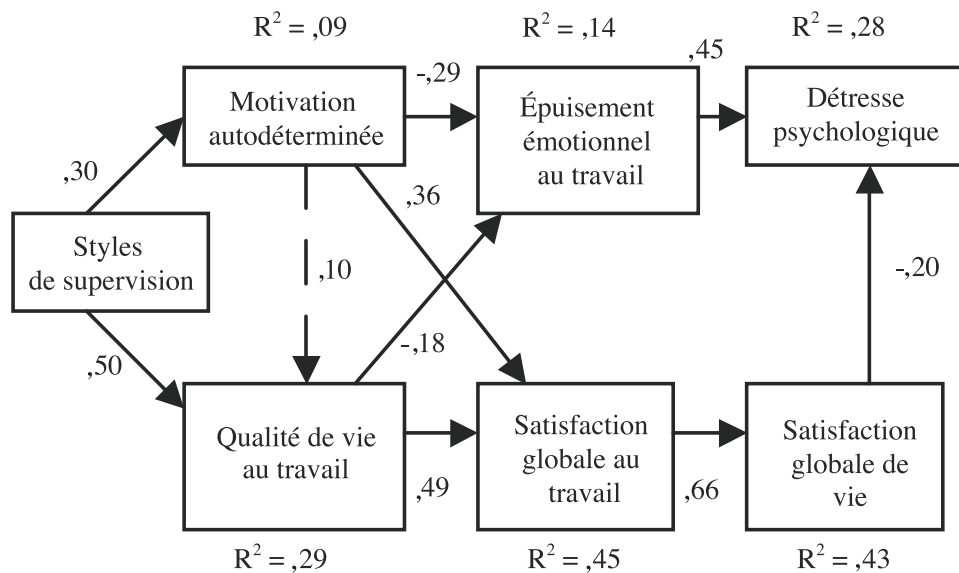 R² = ,09
R² = ,14
R² = ,28
,45
-,29
Motivation
autodéterminée
Épuisement
émotionnel
au travail
Détresse
psychologique
,30
,36
Styles
de supervision
,10
-,20
-,18
,50
Qualité de vie
au travail
Satisfaction
globale au
travail
Satisfaction
globale de
vie
,49
,66
R² = ,29
R² = ,45
R² = ,43